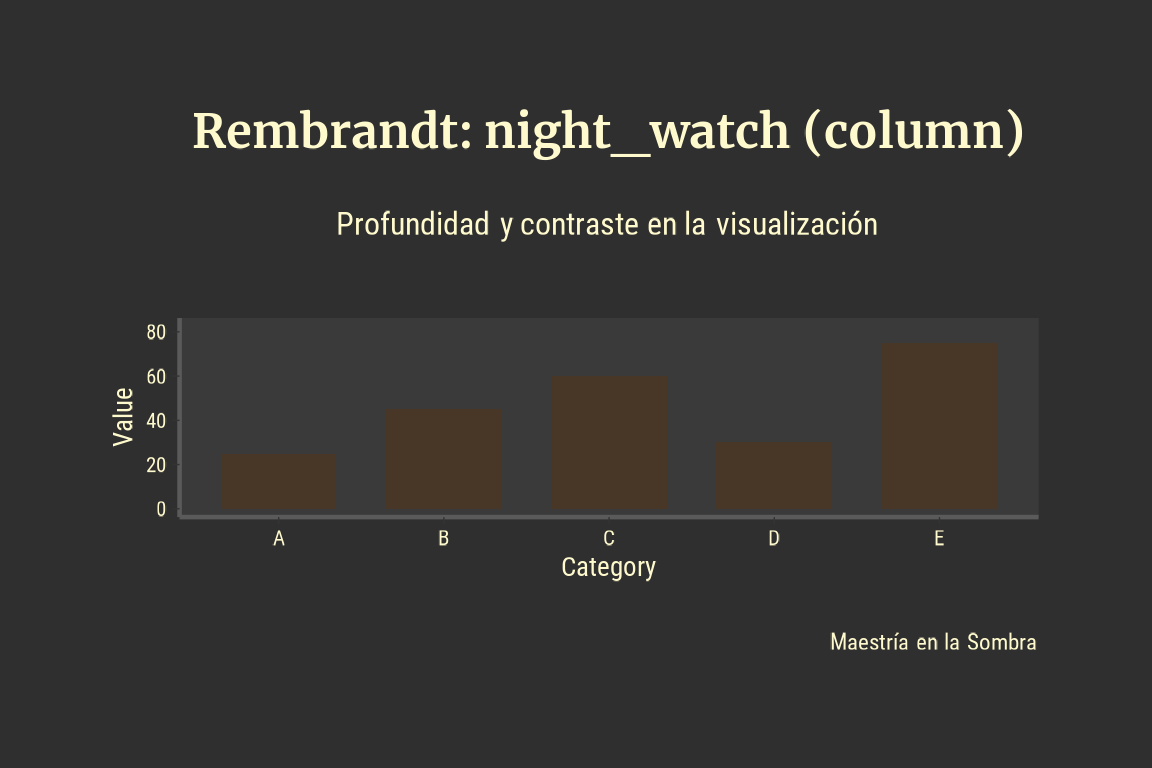 Rembrandt: night_watch (column)
Profundidad y contraste en la visualización
80
60
40
20
0
Value
A B C D E
Category
Maestría en la Sombra